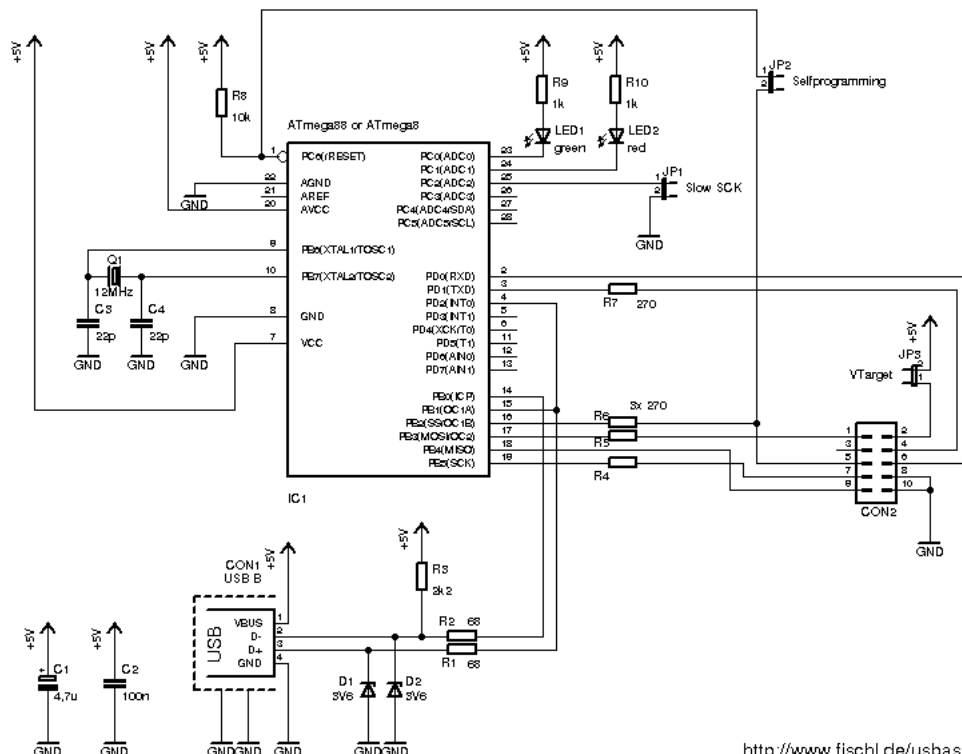 +5V
+5V
+5V
+5V
+5V
R8
10k
R9
1k
R10
1k
JP2
1
2
Selfprogramming
LED1
green
LED2
red
ATmega88 or ATmega8
1
PC6(/RESET)
PC0(ADC0)
23
PC1(ADC1)
24
22
AGND
PC2(ADC2)
25
21
AREF
PC3(ADC3)
26
20
AVCC
PC4(ADC4/SDA)
27
PC5(ADC5/SCL)
28
GND
JP1
1
2
Slow SCK
GND
9
PB6(XTAL1/TOSC1)
Q1
12MHz
10
PB7(XTAL2/TOSC2)
PD0(RXD)
2
PD1(TXD)
3
PD2(INT0)
4
8
GND
PD3(INT1)
5
PD4(XCK/T0)
6
7
VCC
PD5(T1)
11
PD6(AIN0)
12
PD7(AIN1)
13
C3
22p
C4
22p
GND
GND
GND
R7
270
+5V
JP3
2
1
VTarget
PB0(ICP)
14
PB1(OC1A)
15
PB2(SS/OC1B)
16
PB3(MOSI/OC2)
17
PB4(MISO)
18
PB5(SCK)
19
R6
3x 270
R5
R4
1
2
3
4
5
6
7
8
9
10
CON2
GND
IC1
+5V
CON1
USB B
+5V
R3
2k2
USB
VBUS
1
D-
2
D+
3
GND
4
R2
68
R1
68
D1
3V6
D2
3V6
+5V
+
C1
4,7u
+5V
C2
100n
GND
GND
GND
GND
GND
GND
GND
http://www.fischl.de/usbas